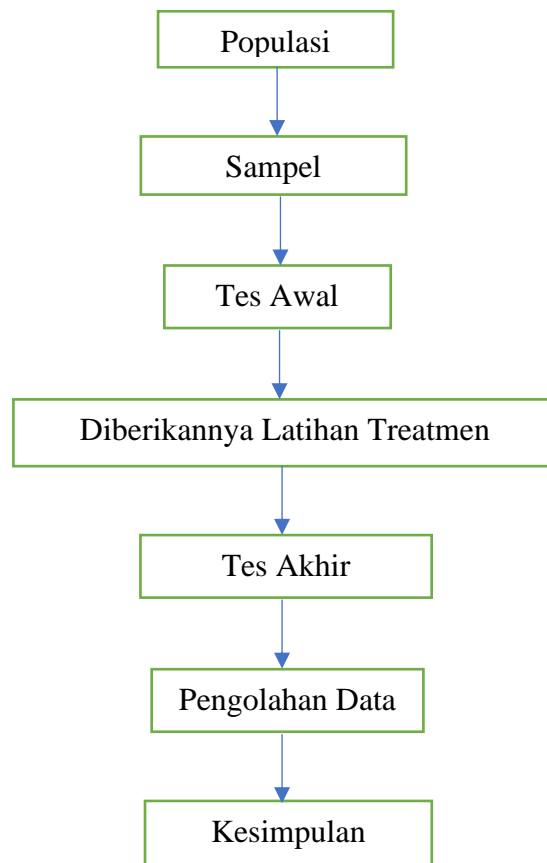 Populasi
Sampel
Tes Awal
Diberikannya Latihan Treatmen
Tes Akhir
Pengolahan Data
Kesimpulan